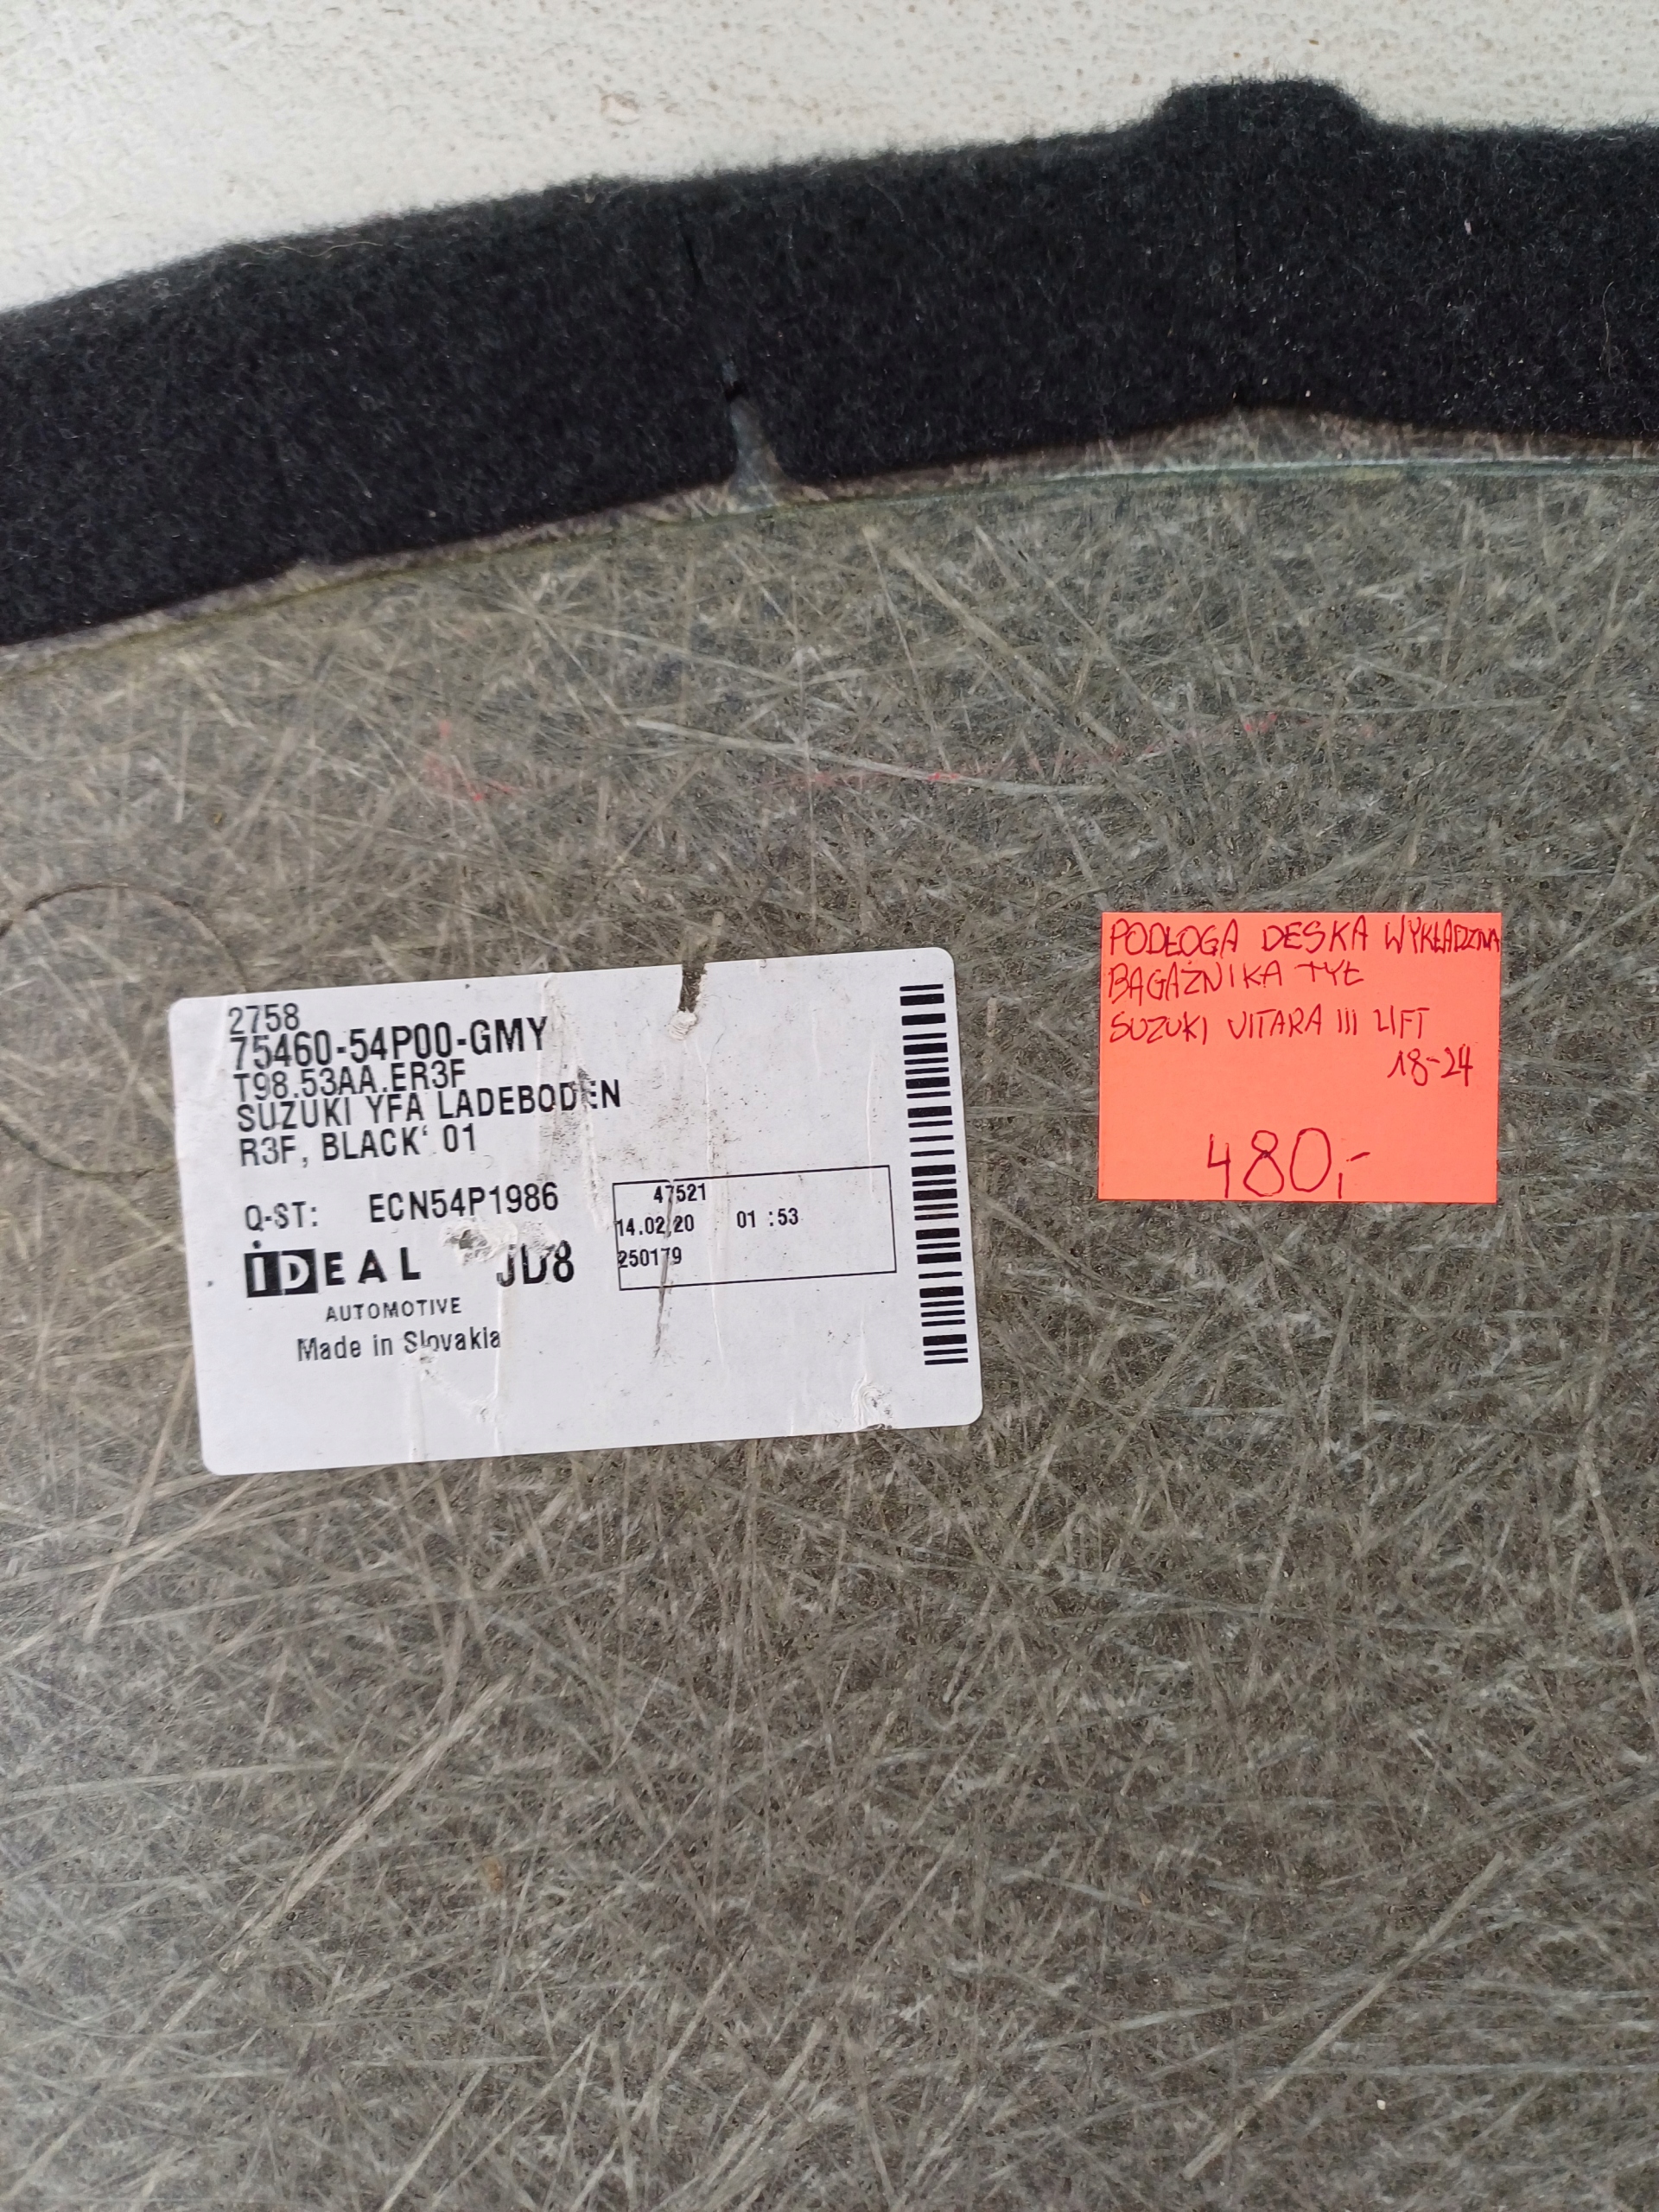 2758
75460-54P00-GMY
T98.53AA.ER3F
SUZUKI YFA LADEBODEN
R3F, BLACK' 01
Q-ST: ECN54P1986
IDEAL JD8
AUTOMOTIVE
Made in Slovakia
47521
14.02.20 01 :53
250179
PODŁOGA DESKA WYKŁADZINA
BAGAŻNIKA TYŁ
SUZUKI VITARA III LIFT
18-24
480,-